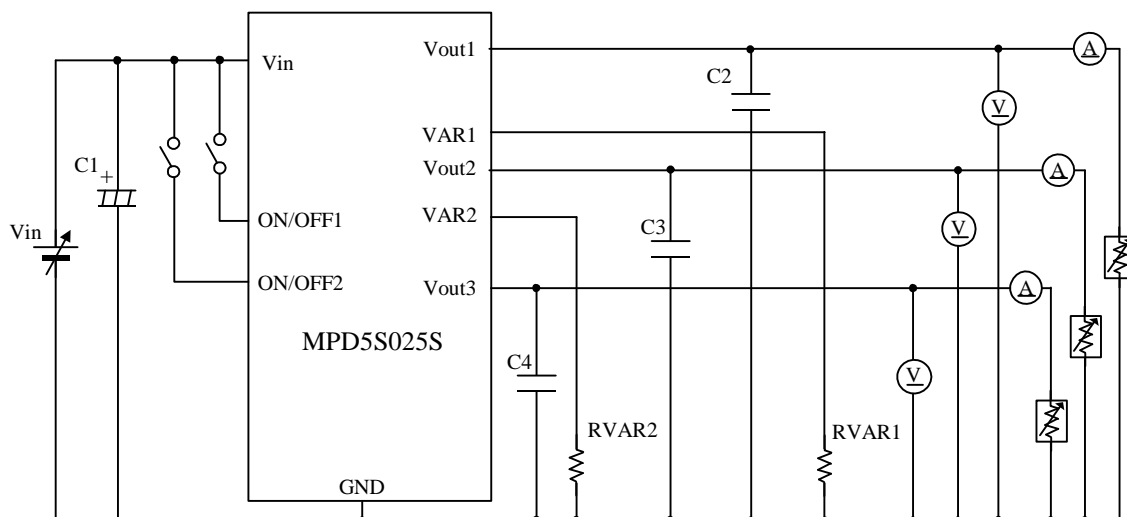 Vout1
A
Vin
C2
V
VAR1
C1
+
Vout2
A
ON/OFF1
VAR2
C3
V
Vin
ON/OFF2
Vout3
A
MPD5S025S
C4
V
RVAR2
RVAR1
GND